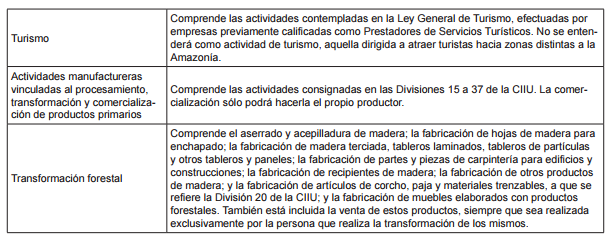 Turismo
Comprende las actividades contempladas en la Ley General de Turismo, efectuadas por
empresas previamente calificadas como Prestadores de Servicios Turísticos. No se enten-
derá como actividad de turismo, aquella dirigida a atraer turistas hacia zonas distintas a la
Amazonía.
Actividades manufactureras
vinculadas al procesamiento,
transformación y comercializa-
ción de productos primarios
Comprende las actividades consignadas en las Divisiones 15 a 37 de la CIIU. La comer-
cialización sólo podrá hacerla el propio productor.
Transformación forestal
Comprende el aserrado y acepilladura de madera; la fabricación de hojas de madera para
enchapado; la fabricación de madera terciada, tableros laminados, tableros de partículas
y otros tableros y paneles; la fabricación de partes y piezas de carpintería para edificios y
construcciones; la fabricación de recipientes de madera; la fabricación de otros productos
de madera; y la fabricación de artículos de corcho, paja y materiales trenzables, a que se
refiere la División 20 de la CIIU; y la fabricación de muebles elaborados con productos
forestales. También está incluida la venta de estos productos, siempre que sea realizada
exclusivamente por la persona que realiza la transformación de los mismos.